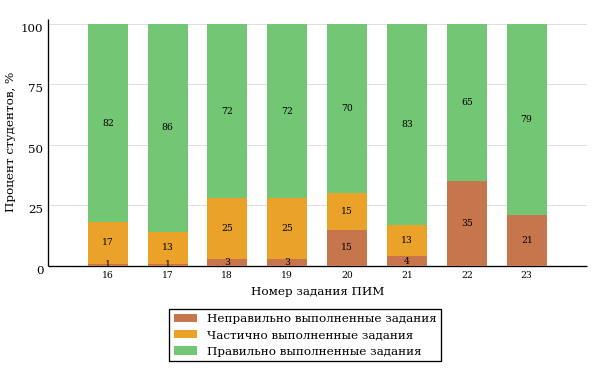 Процент студентов, %
100
75
50
25
0
82 86 72 72 70 83 65 79
17 13 25 25 15 13
1 1 3 3 15 4 35 21
16 17 18 19 20 21 22 23
Номер задания ПИМ
Неправильно выполненные задания
Частично выполненные задания
Правильно выполненные задания